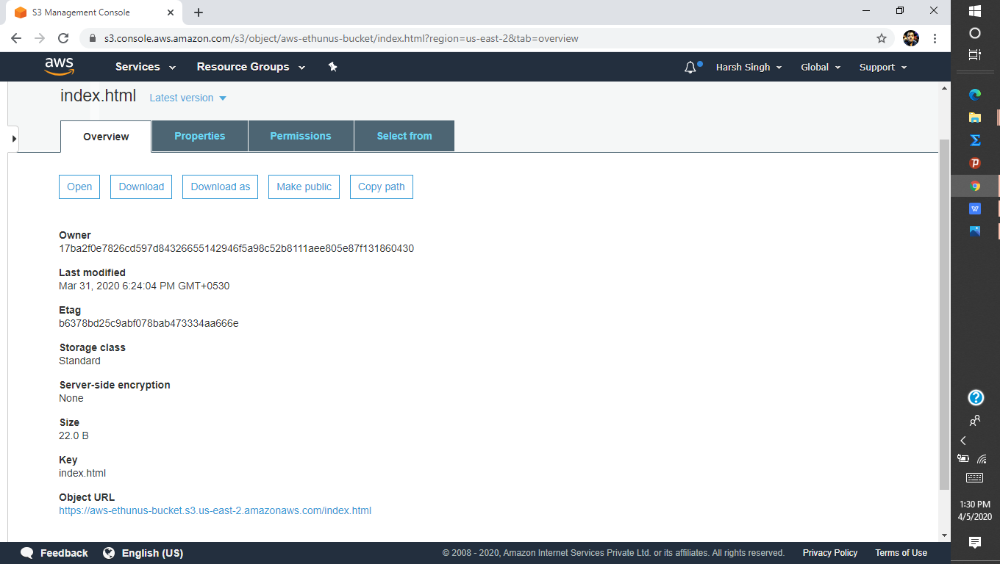 S3 Management Console
s3.console.aws.amazon.com/s3/object/aws-ethunus-bucket/index.html?region=us-east-2&tab=overview
aws Services Resource Groups Harsh Singh Global Support
index.html Latest version
Overview Properties Permissions Select from
Open Download Download as Make public Copy path
Owner
17ba2f0e7826cd597d84326655142946f5a98c52b8111aee805e87f131860430
Last modified
Mar 31, 2020 6:24:04 PM GMT+0530
Etag
b6378bd25c9abf078bab473334aa666e
Storage class
Standard
Server-side encryption
None
Size
22.0 B
Key
index.html
Object URL
https://aws-ethunus-bucket.s3.us-east-2.amazonaws.com/index.html
Feedback English (US) © 2008 - 2020, Amazon Internet Services Private Ltd. or its affiliates. All rights reserved. Privacy Policy Terms of Use
1:30 PM
4/5/2020